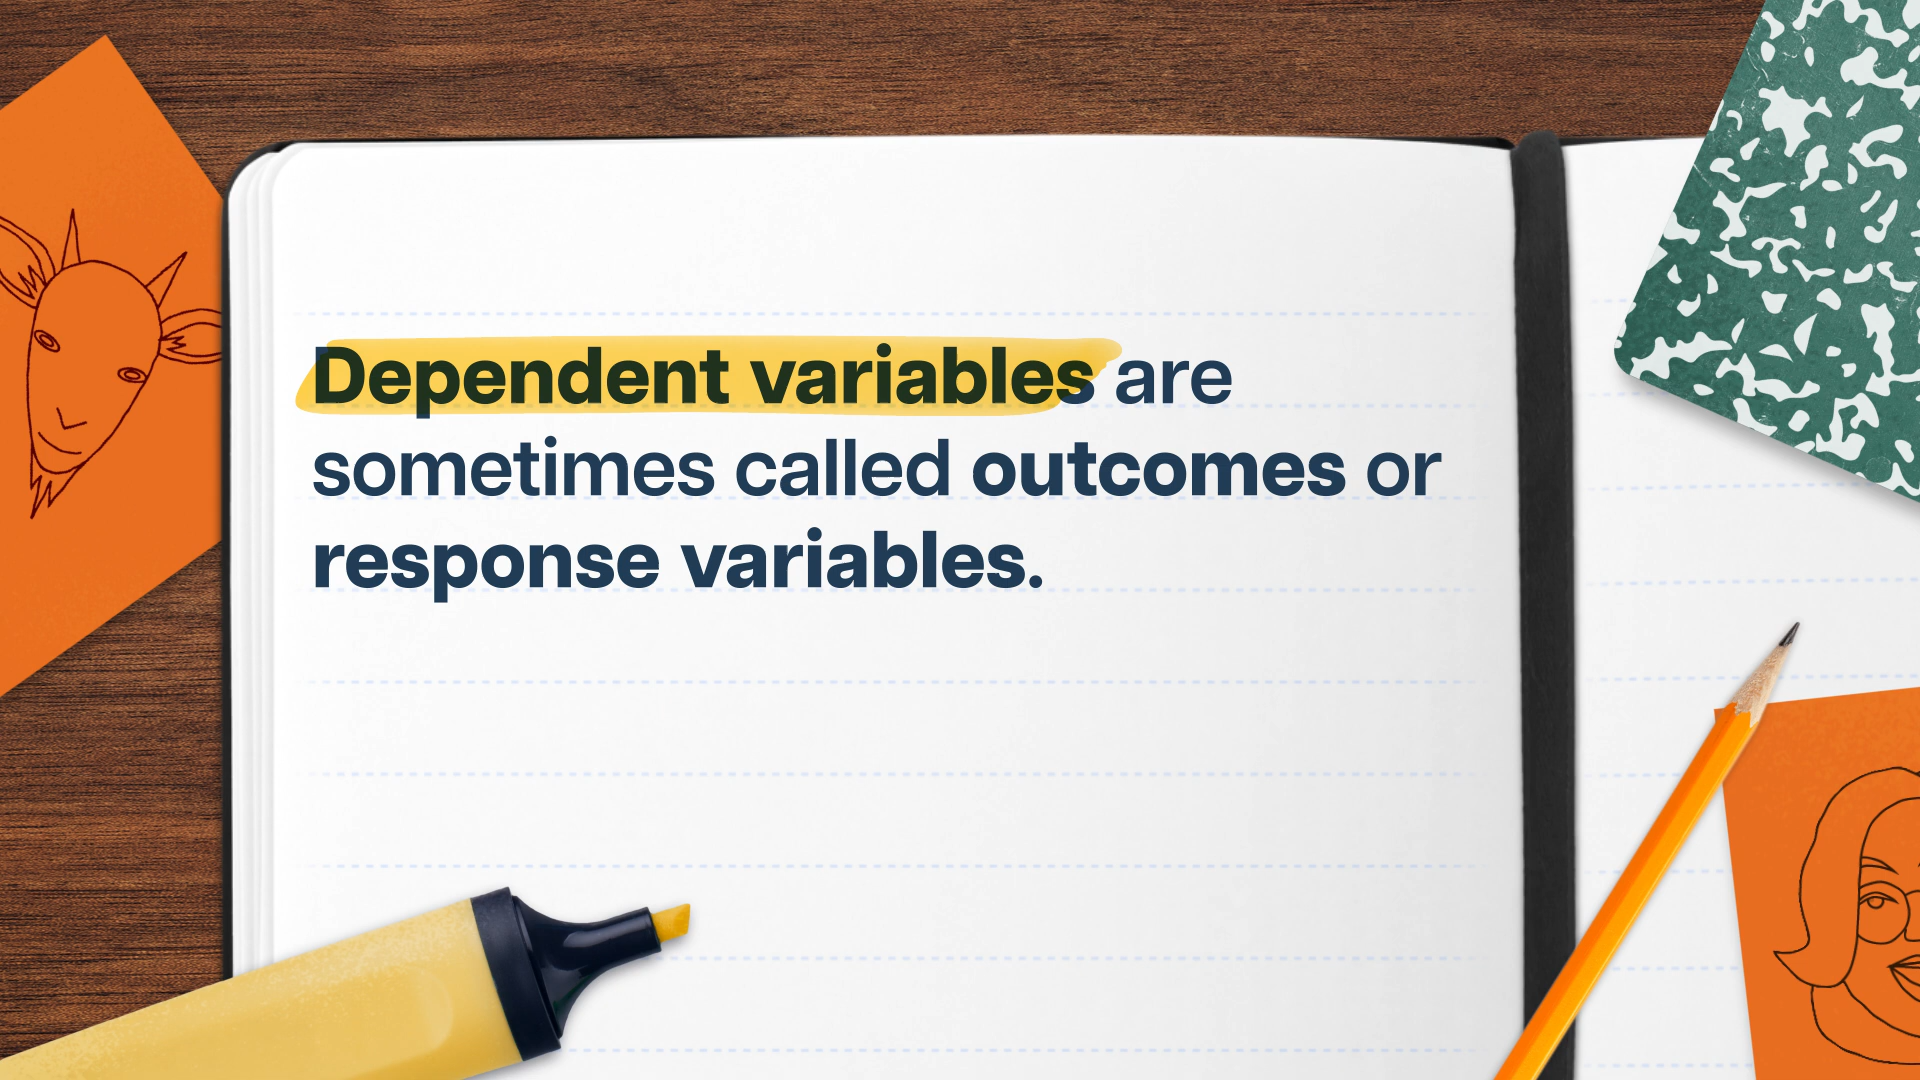 Dependent variables are
sometimes called outcomes or
response variables.